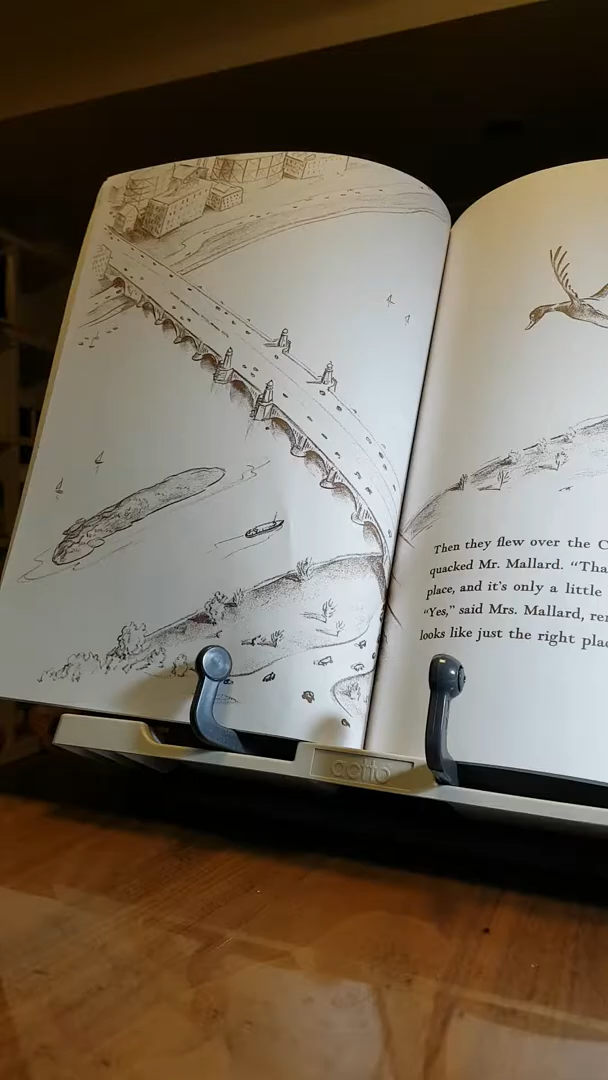 Then they flew over the C
quacked Mr. Mallard. "Tha
place, and it's only a little
"Yes," said Mrs. Mallard, re
looks like just the right plac
aetto